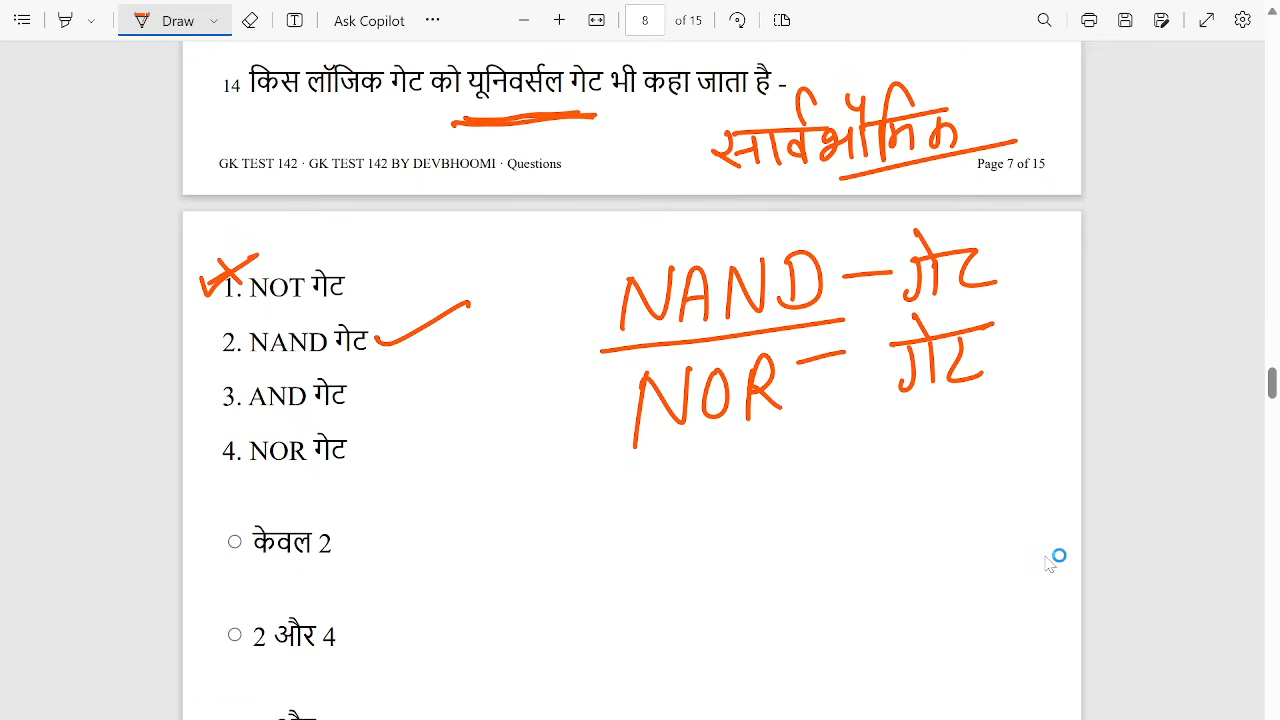 Draw
Ask Copilot
8 of 15
14 किस लॉजिक गेट को यूनिवर्सल गेट भी कहा जाता है -
सार्वभौमिक
GK TEST 142 · GK TEST 142 BY DEVBHOOMI · Questions
Page 7 of 15
1. NOT गेट
2. NAND गेट
3. AND गेट
4. NOR गेट
NAND – गेट
NOR – गेट
केवल 2
2 और 4